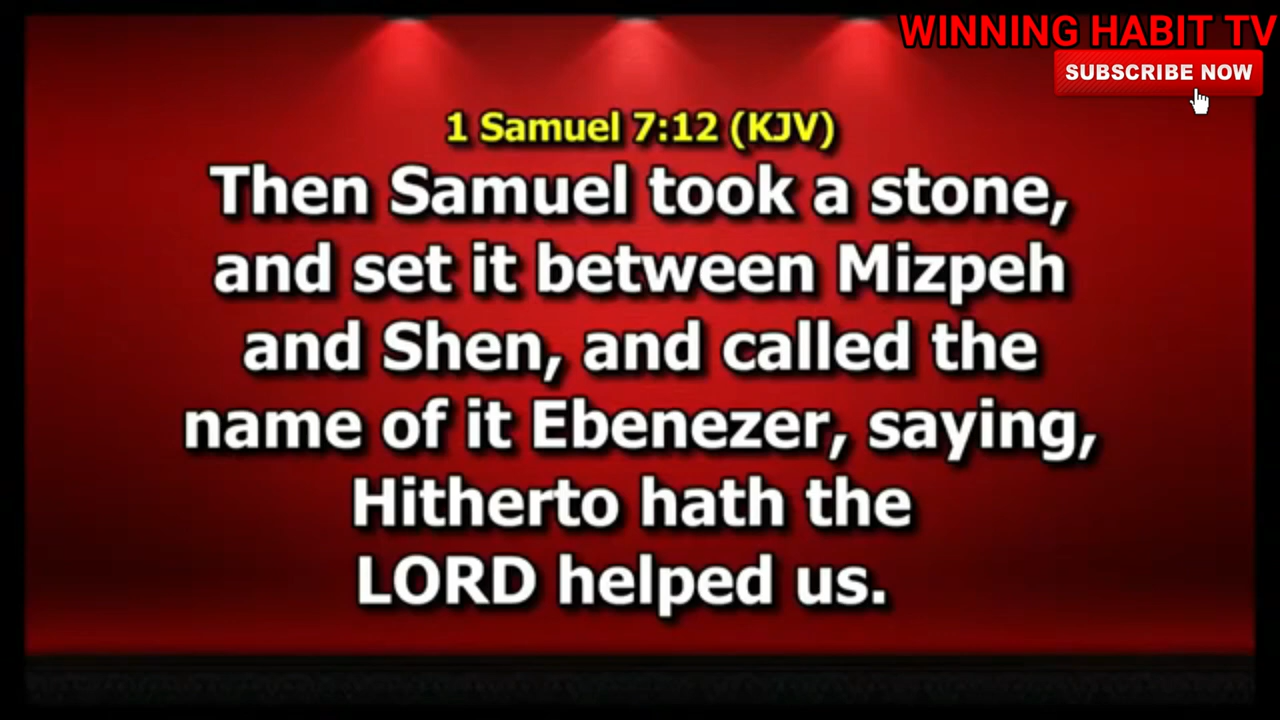 WINNING HABIT TV
SUBSCRIBE NOW
1 Samuel 7:12 (KJV)
Then Samuel took a stone,
and set it between Mizpeh
and Shen, and called the
name of it Ebenezer, saying,
Hitherto hath the
LORD helped us.